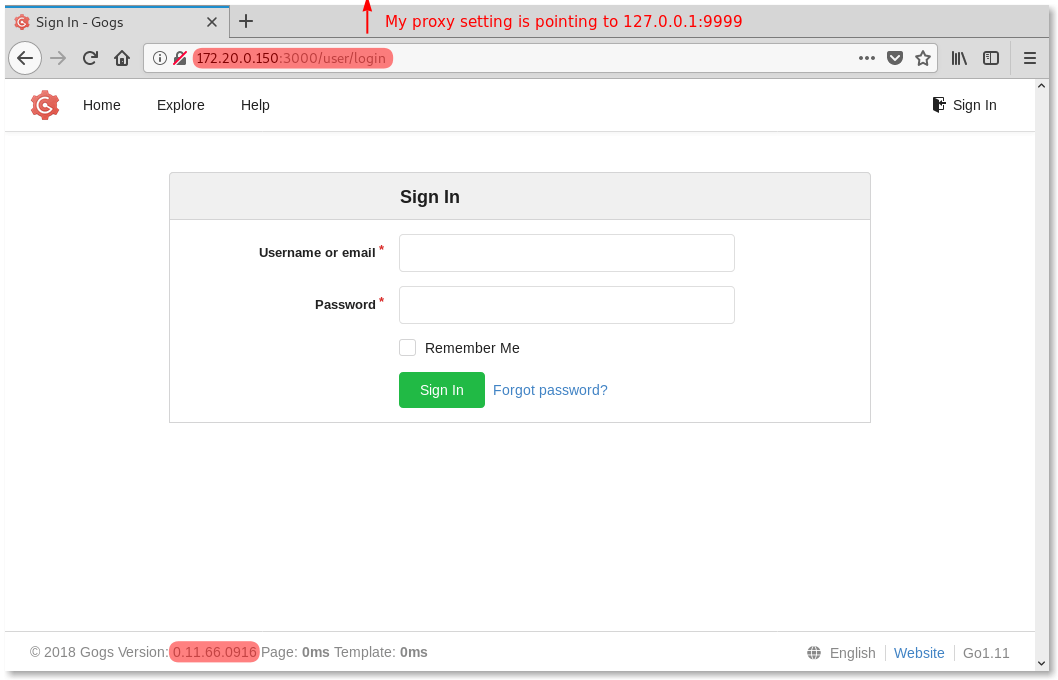 Sign In - Gogs
My proxy setting is pointing to 127.0.0.1:9999
172.20.0.150:3000/user/login
Home Explore Help Sign In
Sign In
Username or email *
Password *
Remember Me
Sign In Forgot password?
© 2018 Gogs Version: 0.11.66.0916 Page: 0ms Template: 0ms English Website Go1.11